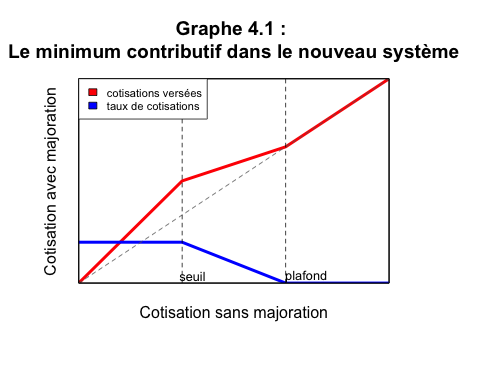 Graphe 4.1 :
Le minimum contributif dans le nouveau système
cotisations versées
taux de cotisations
Cotisation avec majoration
seuil
plafond
Cotisation sans majoration